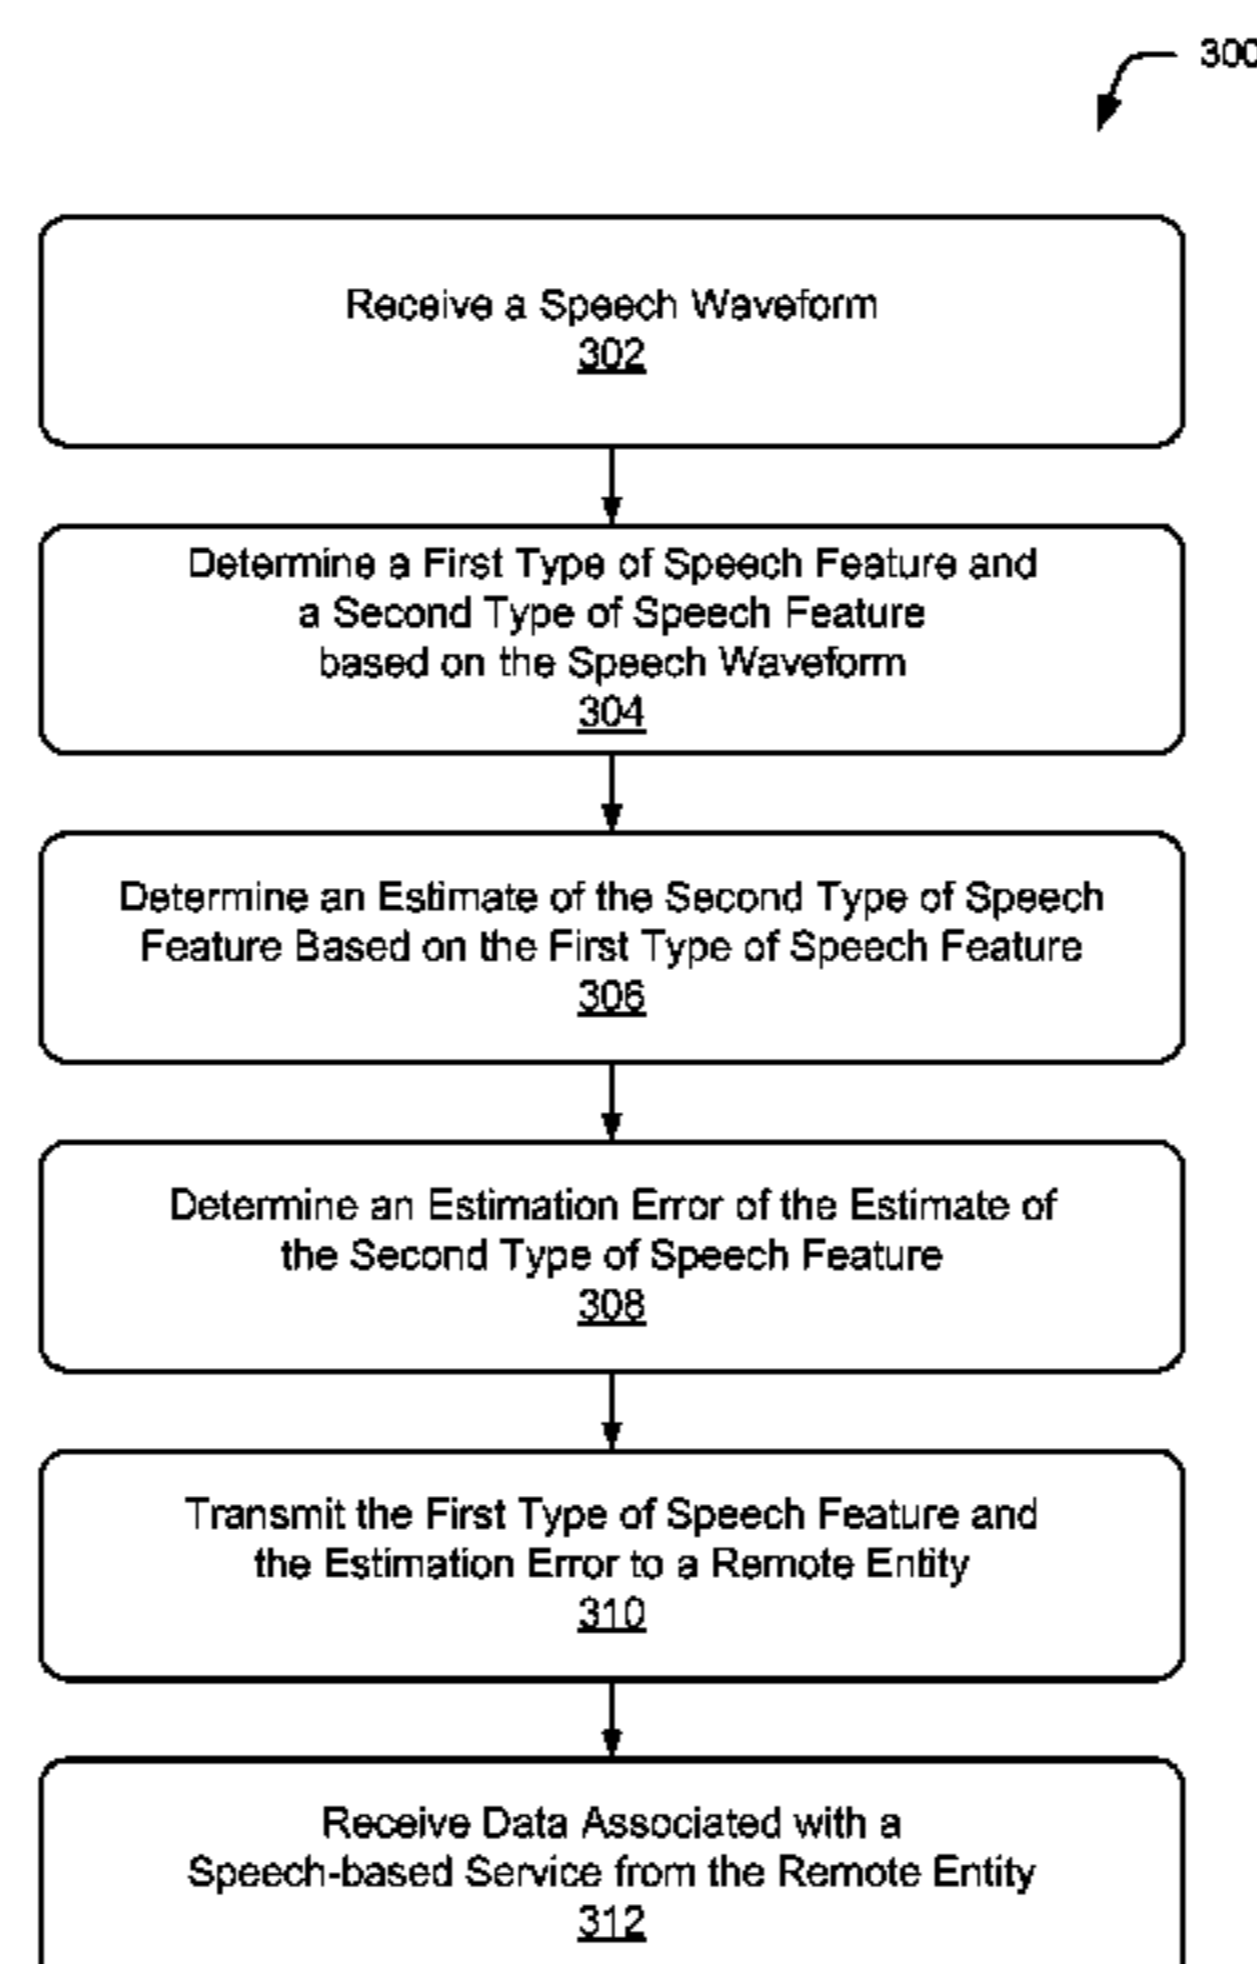 300
Receive a Speech Waveform
302
Determine a First Type of Speech Feature and
a Second Type of Speech Feature
based on the Speech Waveform
304
Determine an Estimate of the Second Type of Speech
Feature Based on the First Type of Speech Feature
306
Determine an Estimation Error of the Estimate of
the Second Type of Speech Feature
308
Transmit the First Type of Speech Feature and
the Estimation Error to a Remote Entity
310
Receive Data Associated with a
Speech-based Service from the Remote Entity
312